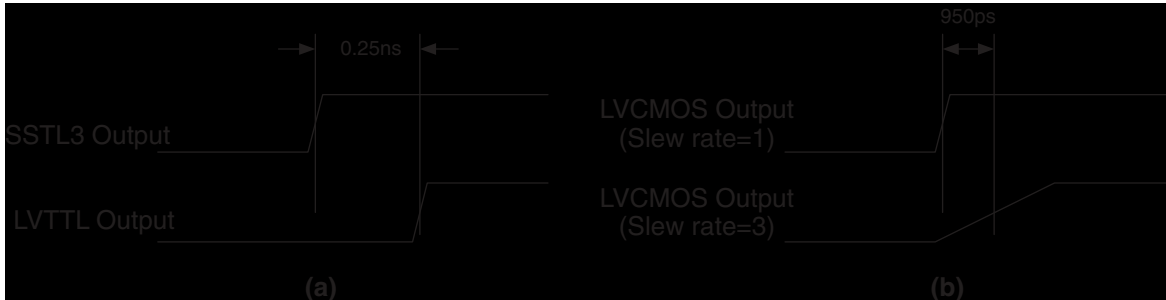 0.25ns
SSTL3 Output
LVTTL Output
(a)
950ps
LVCMOS Output
(Slew rate=1)
LVCMOS Output
(Slew rate=3)
(b)